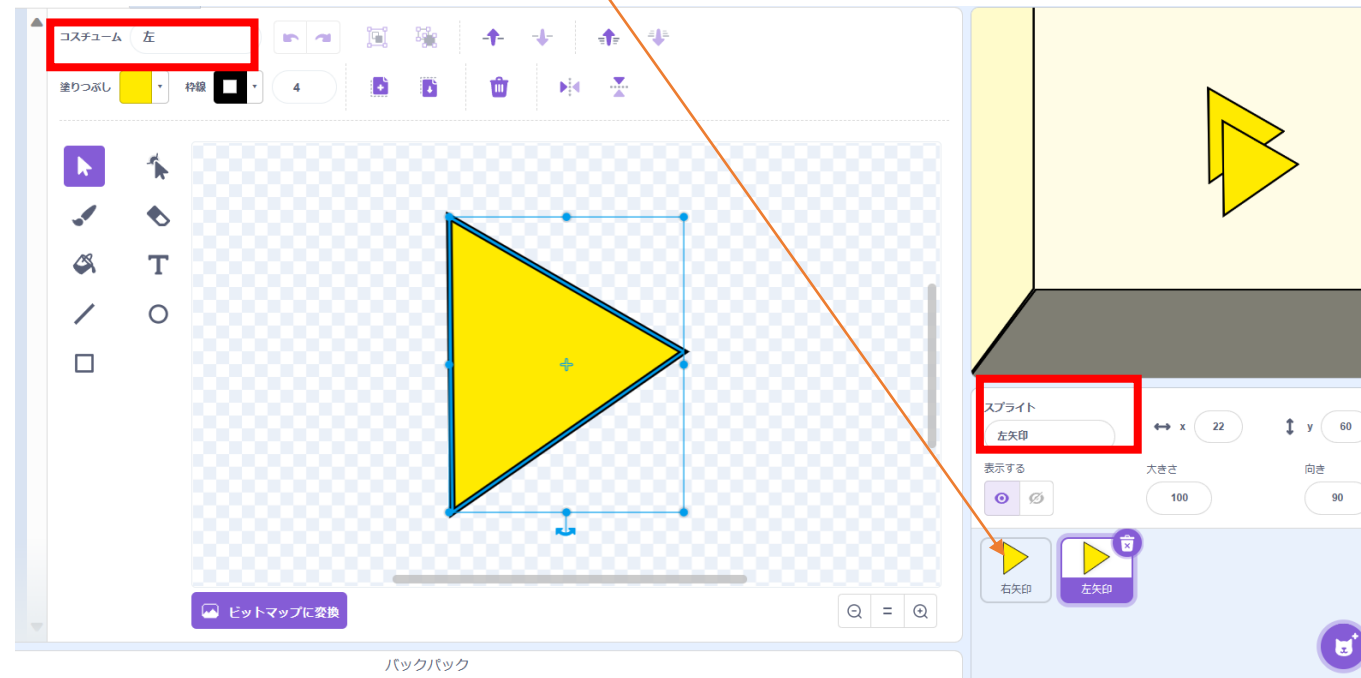 コスチューム 左
塗りつぶし 枠線 4
T
ビットマップに変換
=
バックパック
スプライト
左矢印
x 22 y 60
表示する 大きさ 向き
100 90
右矢印 左矢印